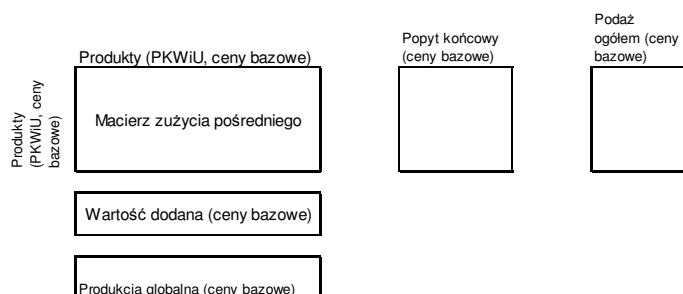 Podaż
ogółem (ceny
bazowe)
Popyt końcowy
(ceny bazowe)
Produkty (PKWiU, ceny bazowe)
Produkty
(PKWiU, ceny
bazowe)
Macierz zużycia pośredniego
Wartość dodana (ceny bazowe)
Produkcja globalna (ceny bazowe)